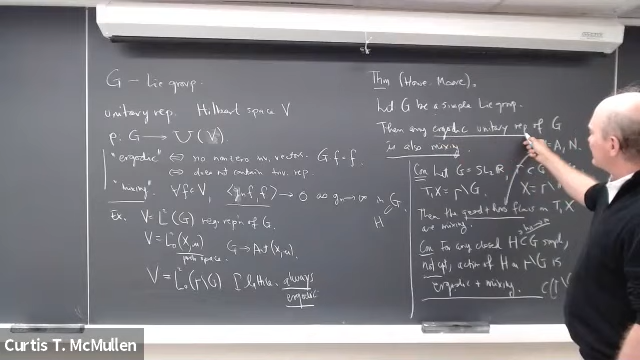 G - Lie group.
unitary rep. Hilbert space V
ρ: G → U(V)
"ergodic" ⇔ no nonzero inv. vectors. G f = f
⇔ does not contain triv. rep.
"mixing" ∀f∈V, <g f, f> → 0 as g→∞ in G
H
Ex. V = L²(G) reg. rep'n of G.
V = L²₀(X,μ) G → Aut(X,μ).
prob. space
V = L²₀(Γ\G) lattice. always
ergodic
Thm (Howe-Moore).
Let G be a simple Lie group.
Then any ergodic unitary rep of G
is also mixing.
A, N.
Cor Let G = SL₂R, Γ ⊂ G
T₁X = Γ\G. X = Γ\
Then the geod + horo flows on T₁X
are mixing.
Cor For any closed H ⊂ G
not cpt, action of H on Γ\G is
ergodic + mixing.
Curtis T. McMullen